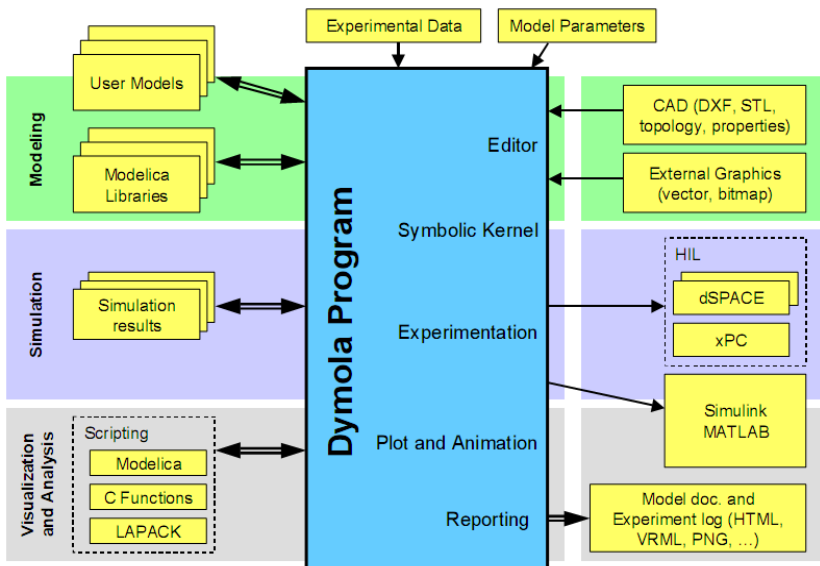 Experimental Data
Model Parameters
Modeling
User Models
Modelica
Libraries
Simulation
Simulation
results
Visualization
and Analysis
Scripting
Modelica
C Functions
LAPACK
Dymola Program
Editor
Symbolic Kernel
Experimentation
Plot and Animation
Reporting
CAD (DXF, STL,
topology, properties)
External Graphics
(vector, bitmap)
HIL
dSPACE
xPC
Simulink
MATLAB
Model doc. and
Experiment log (HTML,
VRML, PNG, ...)